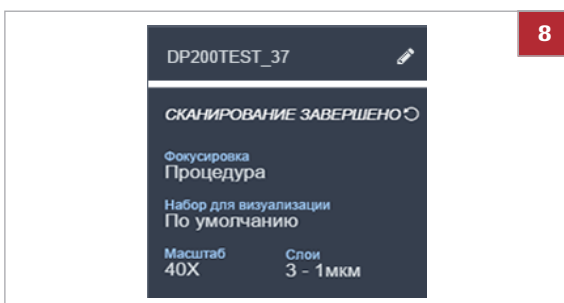 8
DP200TEST_37
СКАНИРОВАНИЕ ЗАВЕРШЕНО
Фокусировка
Процедура
Набор для визуализации
По умолчанию
Масштаб Слои
40X 3 - 1мкм